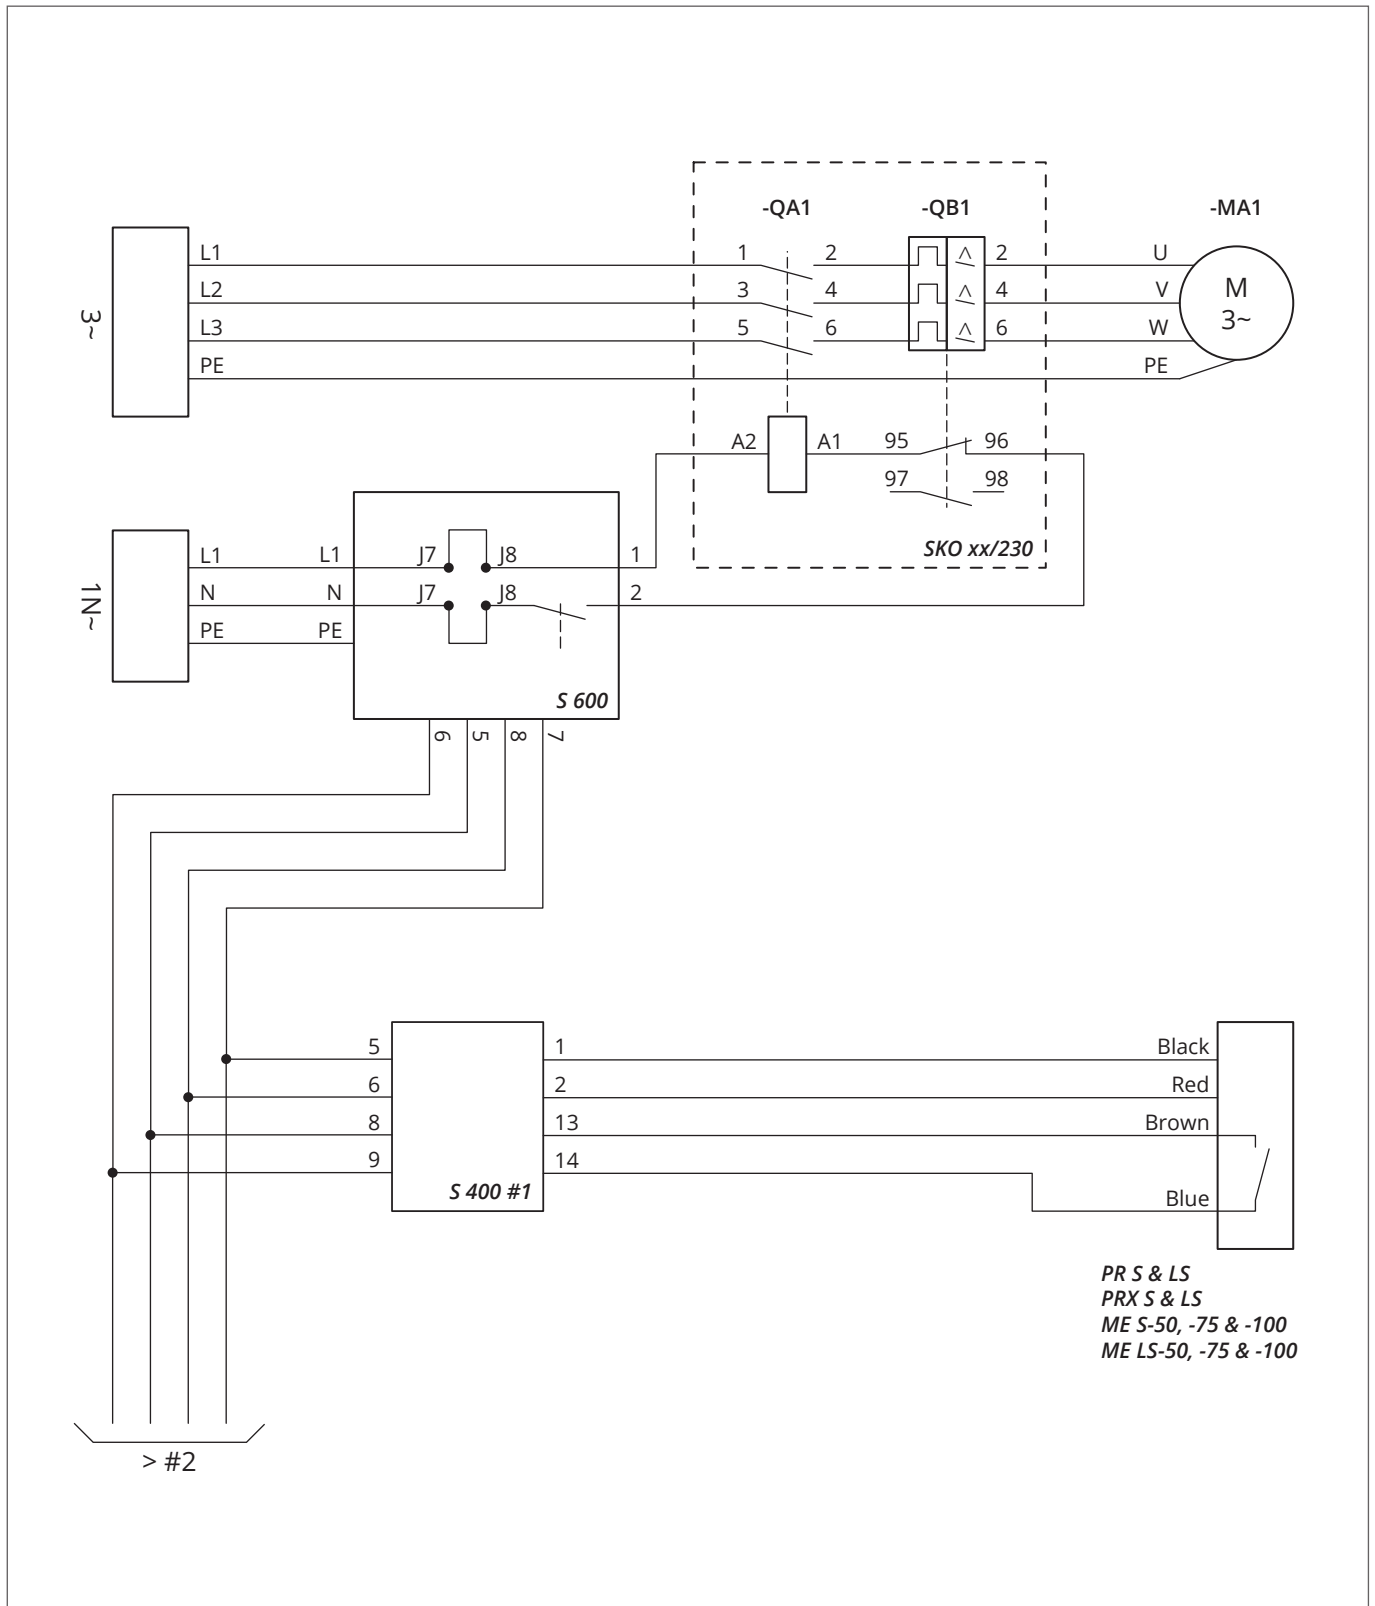 -QA1 -QB1 -MA1
L1 1 2 2 U
L2 3 4 4 V M
3~
L3 5 6 6 W
3~
PE PE
A2 A1 95 96
97 98
SKO xx/230
L1 L1 J7 J8 1
N N J7 J8 2
1N~
PE PE
S 600
6 5 8 7
5 1 Black
6 2 Red
8 13 Brown
9 14
S 400 #1
Blue
PR S & LS
PRX S & LS
ME S-50, -75 & -100
ME LS-50, -75 & -100
> #2